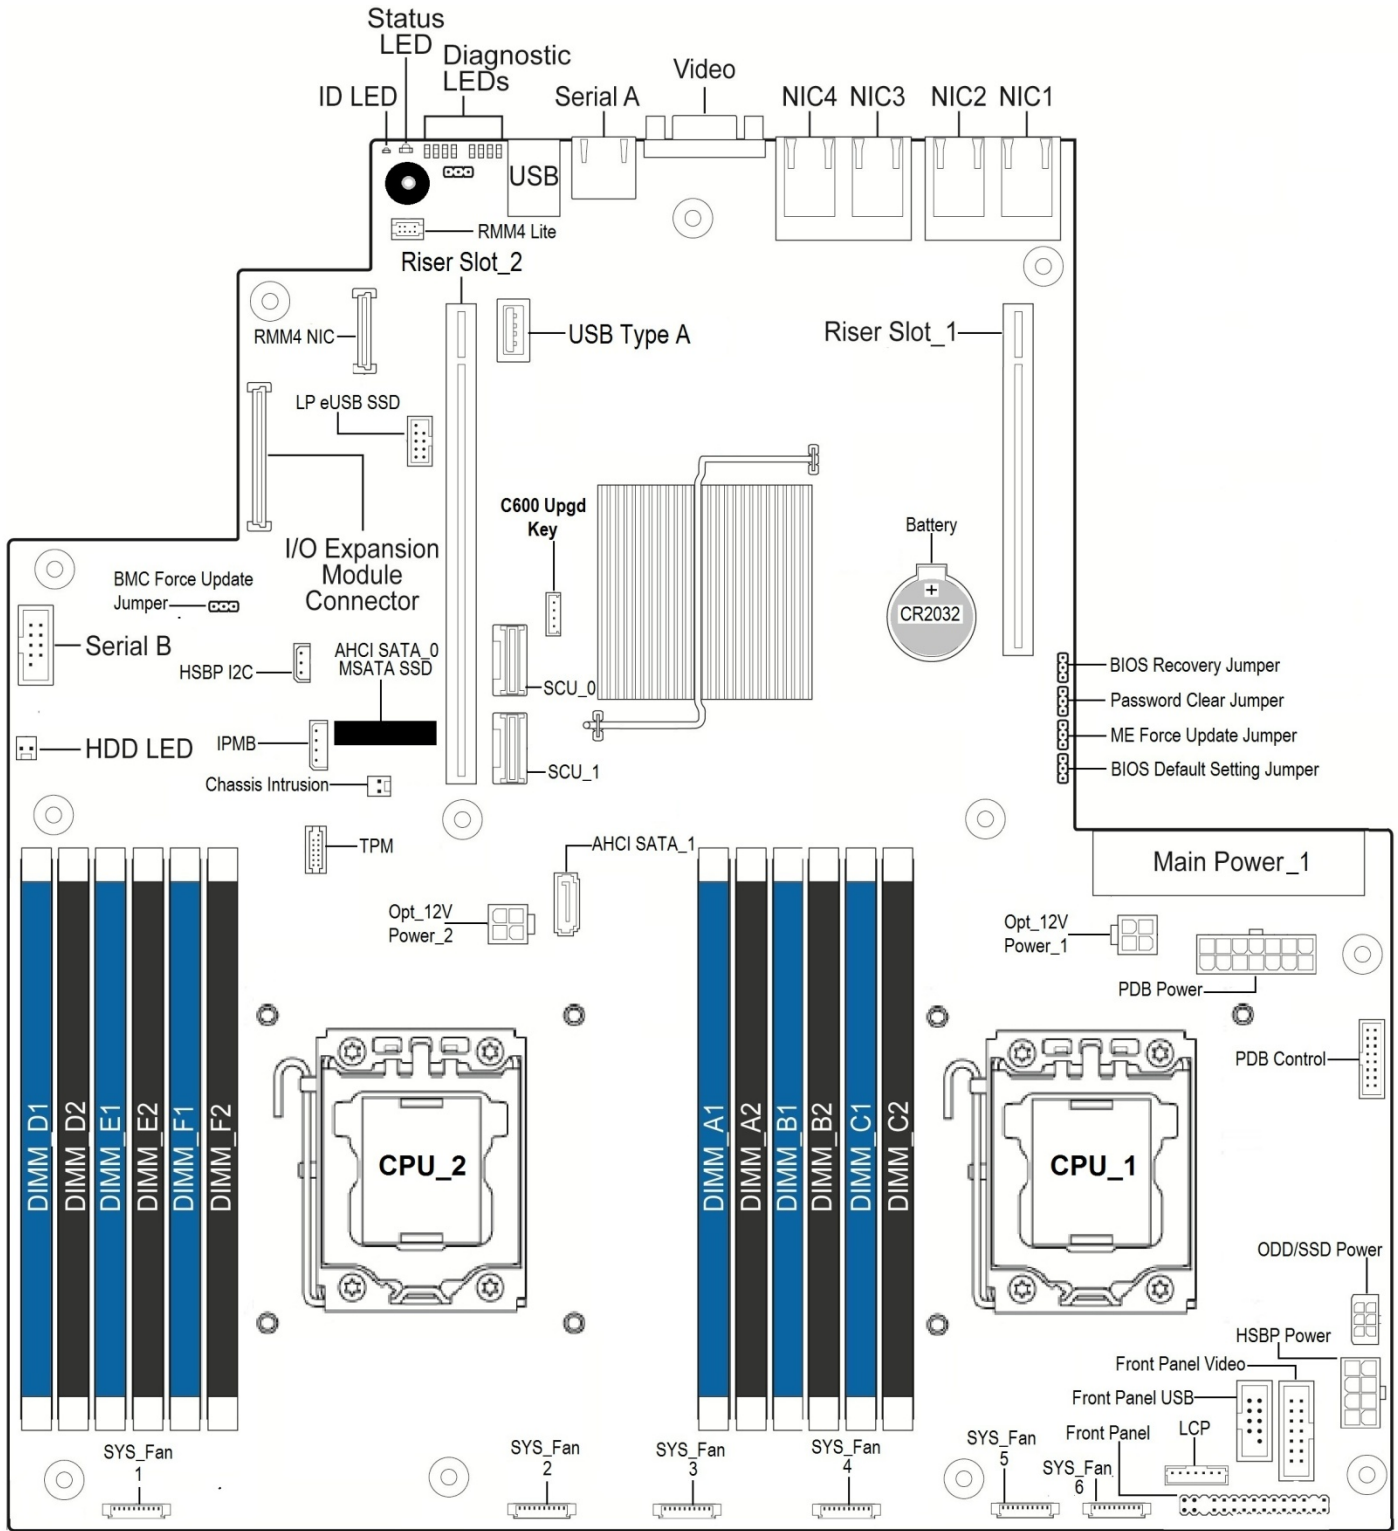 Status
LED
Diagnostic
LEDs
ID LED
Serial A
Video
NIC4
NIC3
NIC2
NIC1
USB
RMM4 Lite
Riser Slot_2
RMM4 NIC
USB Type A
Riser Slot_1
LP eUSB SSD
C600 Upgd
Key
Battery
I/O Expansion
Module
Connector
BMC Force Update
Jumper
+
CR2032
Serial B
HSBP I2C
AHCI SATA_0
MSATA SSD
SCU_0
BIOS Recovery Jumper
Password Clear Jumper
ME Force Update Jumper
BIOS Default Setting Jumper
HDD LED
IPMB
SCU_1
Chassis Intrusion
TPM
AHCI SATA_1
Main Power_1
Opt_12V
Power_2
Opt_12V
Power_1
PDB Power
PDB Control
DIMM_D1
DIMM_D2
DIMM_E1
DIMM_E2
DIMM_F1
DIMM_F2
CPU_2
DIMM_A1
DIMM_A2
DIMM_B1
DIMM_B2
DIMM_C1
DIMM_C2
CPU_1
ODD/SSD Power
HSBP Power
Front Panel Video
Front Panel USB
Front Panel
LCP
SYS_Fan
1
SYS_Fan
2
SYS_Fan
3
SYS_Fan
4
SYS_Fan
5
SYS_Fan
6